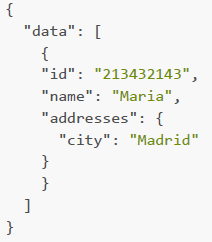 {
  "data": [
    {
    "id": "213432143",
    "name": "Maria",
    "addresses": {
      "city": "Madrid"
    }
    }
  ]
}